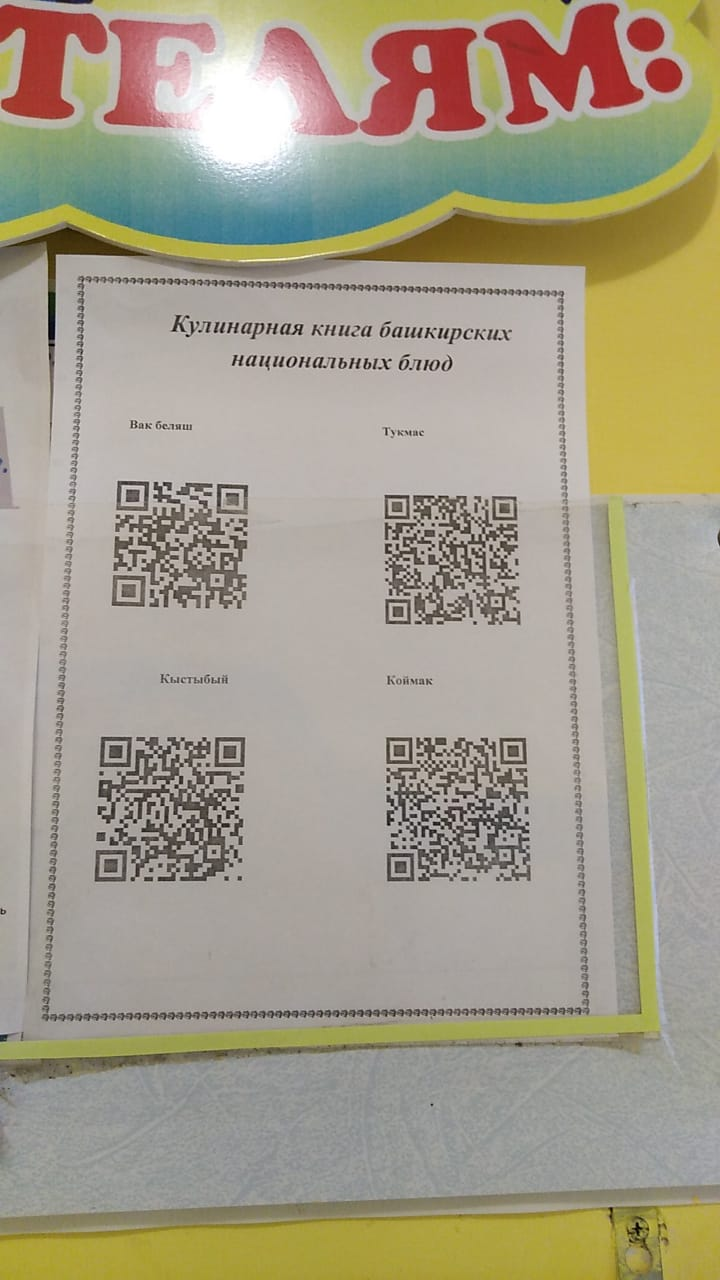 ТЕЛЯМ:
Кулинарная книга башкирских
национальных блюд
Вак беляш
Тукмас
Кыстыбый
Коймак
ь